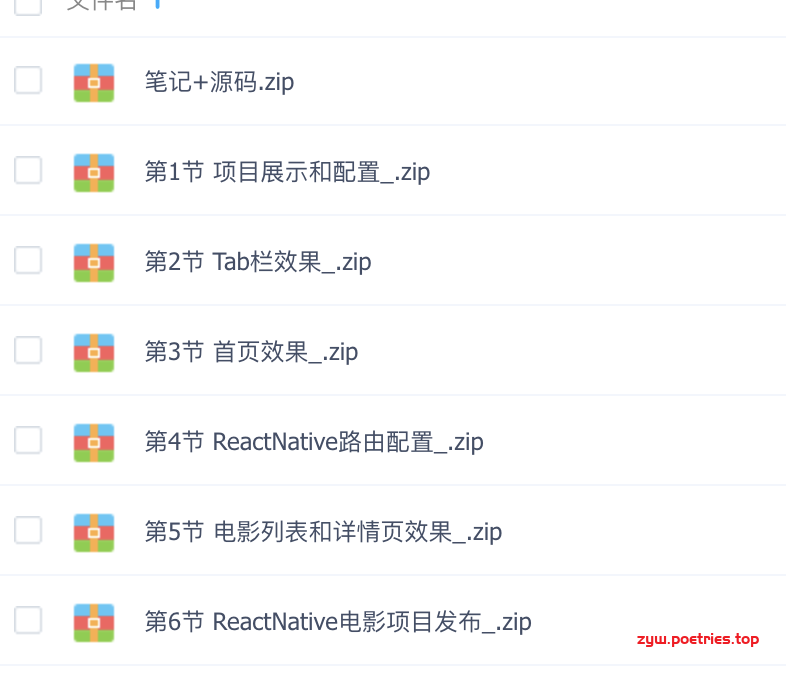 文件名
笔记+源码.zip
第1节 项目展示和配置_.zip
第2节 Tab栏效果_.zip
第3节 首页效果_.zip
第4节 ReactNative路由配置_.zip
第5节 电影列表和详情页效果_.zip
第6节 ReactNative电影项目发布_.zip
zyw.poetries.top